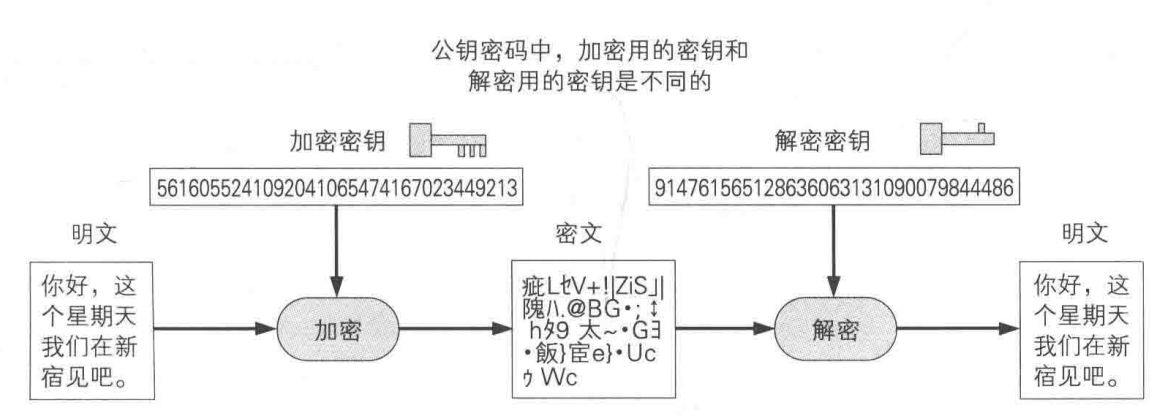 公钥密码中，加密用的密钥和
解密用的密钥是不同的
加密密钥
解密密钥
5616055241092041065474167023449213
914761565128636063131090079844486
明文
密文
明文
你好，这
个星期天
我们在新
宿见吧。
加密
疵LセV+!|ZiS｣|
隗ハ.@BG・; ↕
hタ9 太~・Gヨ
・飯}宦e}・Uc
ゥWc
解密
你好，这
个星期天
我们在新
宿见吧。